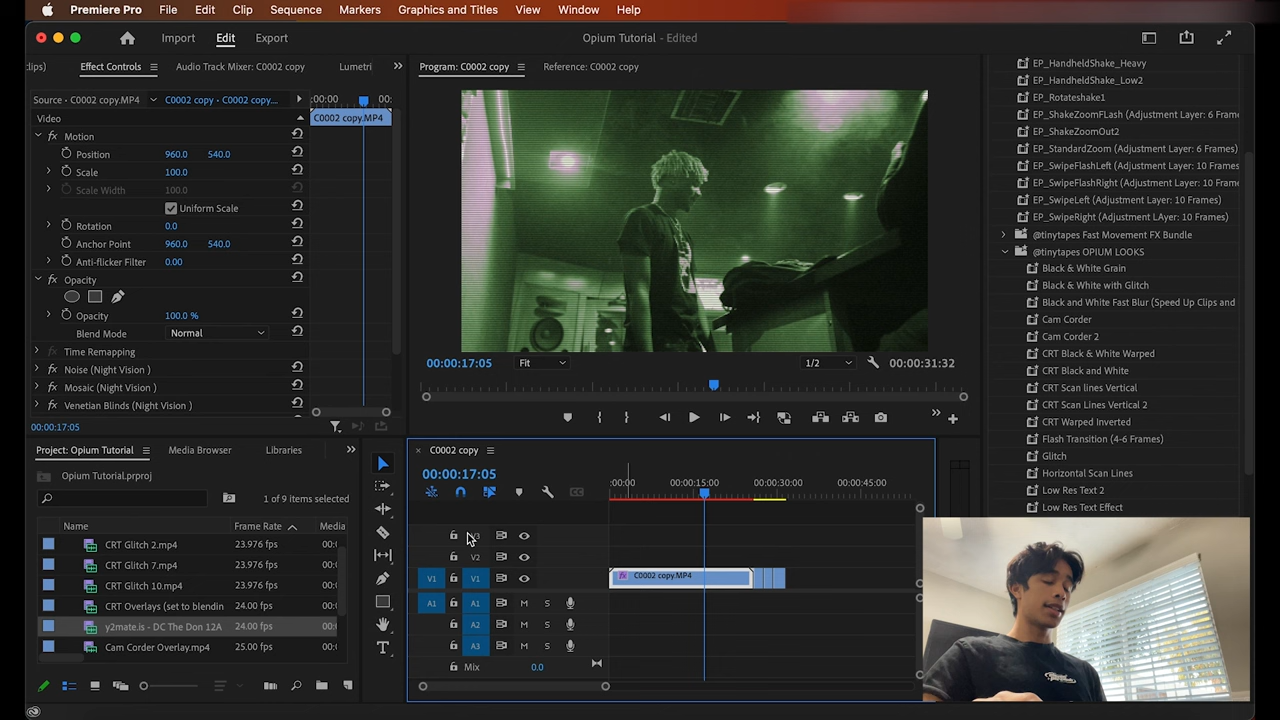 Premiere Pro File Edit Clip Sequence Markers Graphics and Titles View Window Help
Import Edit Export Opium Tutorial - Edited
lips) Effect Controls Audio Track Mixer: C0002 copy Lumetri
Program: C0002 copy Reference: C0002 copy
Source · C0002 copy.MP4 C0002 copy · C0002 copy... :00:00 00:
Video C0002 copy.MP4
fx Motion
Position 960.0 540.0
Scale 100.0
Scale Width 100.0
Uniform Scale
Rotation 0.0
Anchor Point 960.0 540.0
Anti-flicker Filter 0.00
fx Opacity
Opacity 100.0 %
Blend Mode Normal
fx Time Remapping
fx Noise (Night Vision )
fx Mosaic (Night Vision )
fx Venetian Blinds (Night Vision )
00:00:17:05
00:00:17:05 Fit 1/2 00:00:31:32
EP_HandheldShake_Heavy
EP_HandheldShake_Low2
EP_Rotateshake1
EP_ShakeZoomFLash (Adjustment Layer: 6 Frame
EP_ShakeZoomOut2
EP_StandardZoom (Adjustment Layer: 6 Frames)
EP_SwipeFlashLeft (Adjustment Layer: 10 Frames
EP_SwipeFlashRight (Adjustment Layer: 10 Frame
EP_SwipeLeft (Adjustment Layer: 10 Frames)
EP_SwipeRight (Adjustment LAyer: 10 Frames)
@tinytapes Fast Movement FX Bundle
@tinytapes OPIUM LOOKS
Black & White Grain
Black & White with Glitch
Black and White Fast Blur (Speed Up Clips and
Cam Corder
Cam Corder 2
CRT Black & White Warped
CRT Black and White
CRT Scan lines Vertical
CRT Scan Lines Vertical 2
CRT Warped Inverted
Flash Transition (4-6 Frames)
Glitch
Horizontal Scan Lines
Low Res Text 2
Low Res Text Effect
Project: Opium Tutorial Media Browser Libraries
Opium Tutorial.prproj
1 of 9 items selected
Name Frame Rate Media
CRT Glitch 2.mp4 23.976 fps 00:
CRT Glitch 7.mp4 23.976 fps 00:
CRT Glitch 10.mp4 23.976 fps 00:
CRT Overlays (set to blendin 24.00 fps 00:
y2mate.is - DC The Don 12A 24.00 fps 00:
Cam Corder Overlay.mp4 25.00 fps 00:
C0002 copy
00:00:17:05
:00:00 00:00:15:00 00:00:30:00 00:00:45:00
V2
V1 V1 fx C0002 copy.MP4
A1 A1 M S
A2 M S
A3 M S
Mix 0.0